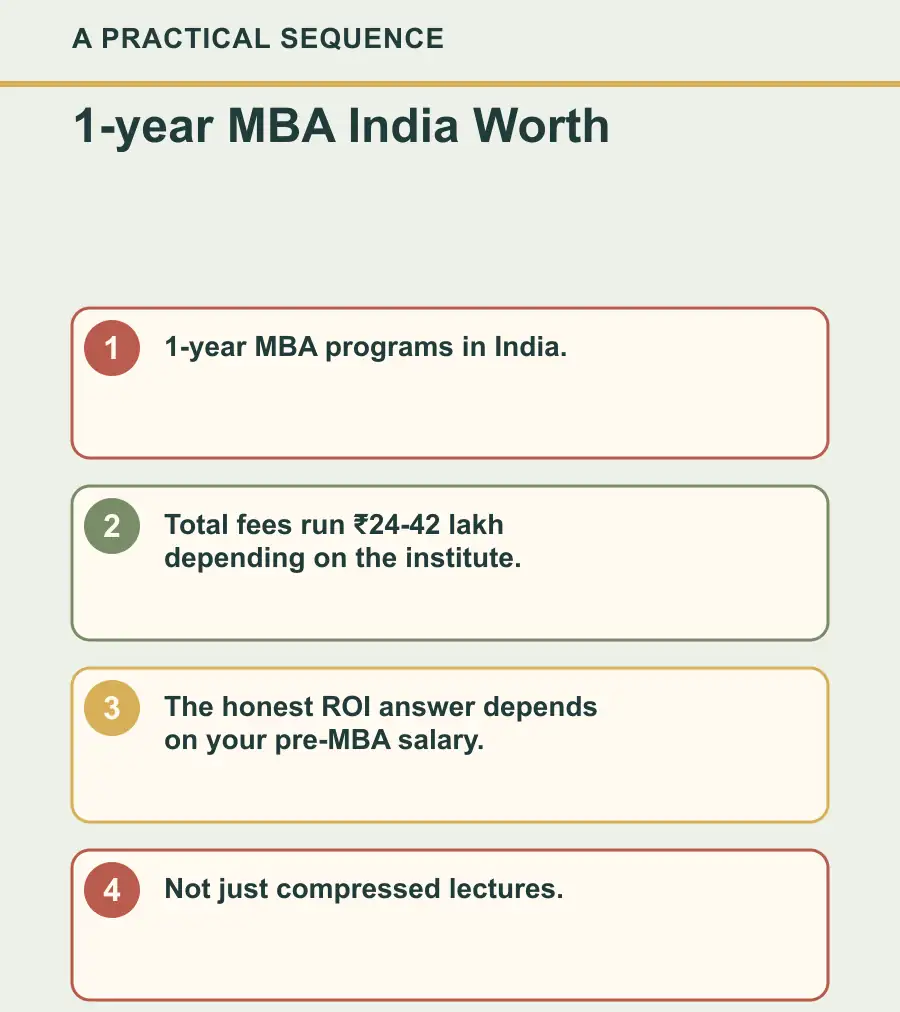 A PRACTICAL SEQUENCE
1-year MBA India Worth
1
1-year MBA programs in India.
2
Total fees run ₹24-42 lakh
depending on the institute.
3
The honest ROI answer depends
on your pre-MBA salary.
4
Not just compressed lectures.